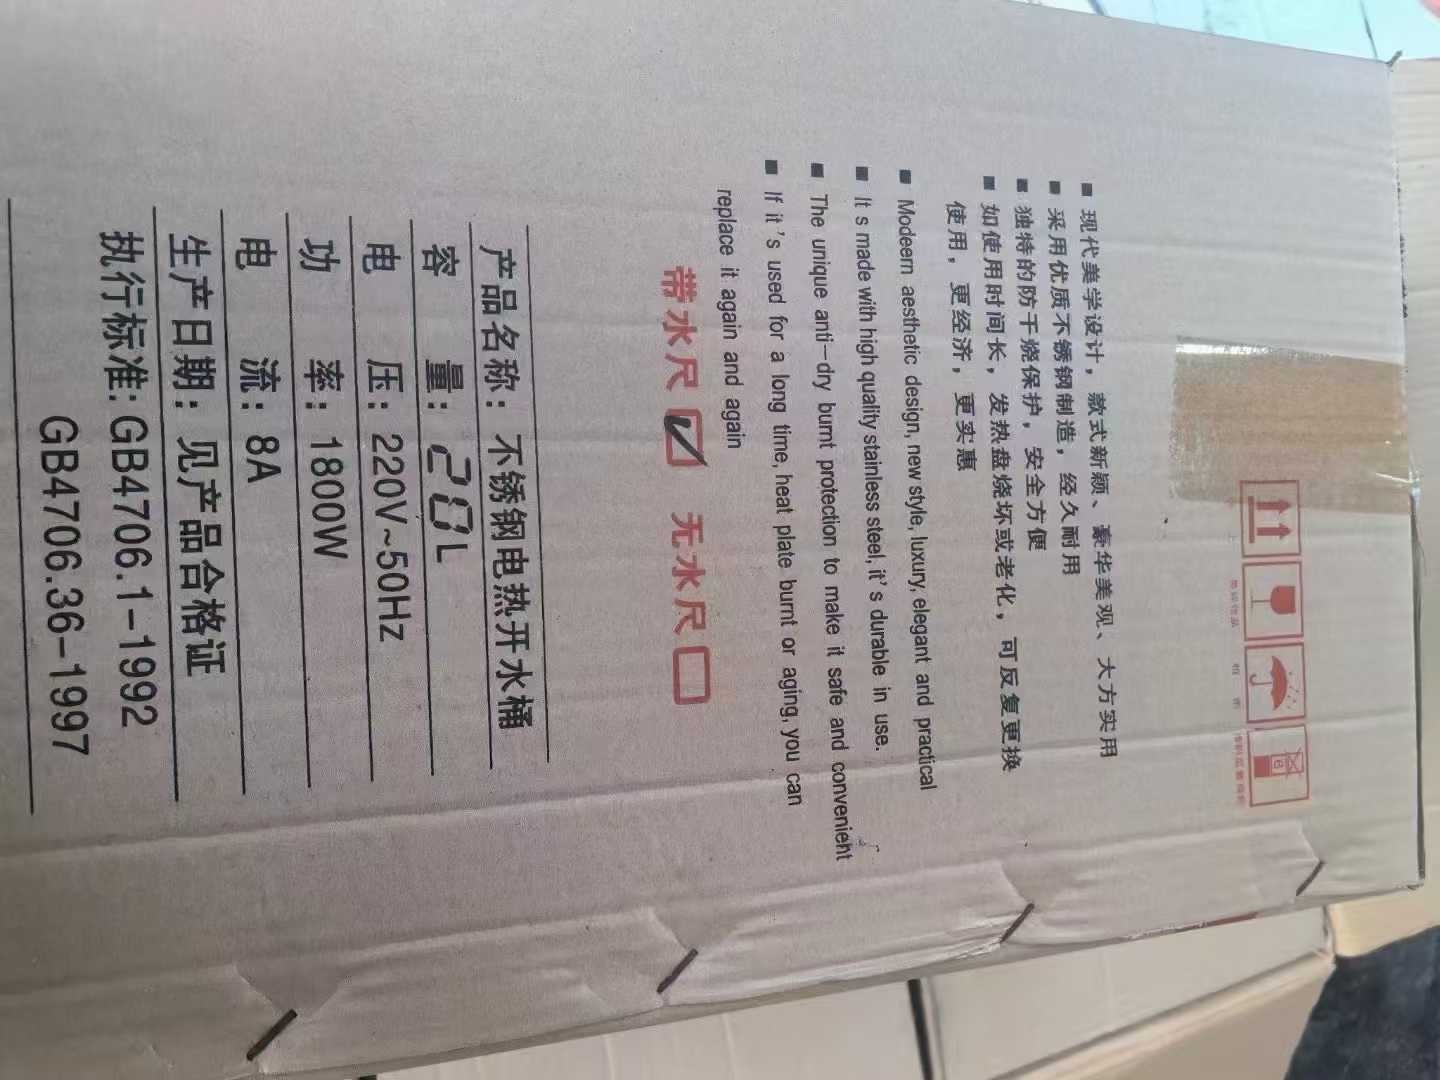 ■ 现代美学设计，款式新颖、豪华美观、大方实用
■ 采用优质不锈钢制造，经久耐用
■ 独特的防干烧保护，安全方便
■ 如使用时间长，发热盘烧坏或老化，可反复更换
使用，更经济，更实惠
■ Modeern aesthetic design, new style, luxury, elegant and practical
■ It s made with high quality stainless steel, it's durable in use.
■ The unique anti-dry burnt protection to make it safe and convenieht
■ If it's used for a long time, heat plate burnt or aging, you can
replace it again and again
带水尺 无水尺
产品名称：不锈钢电热开水桶
容量：20L
电压：220V~50Hz
功率：1800W
电流：8A
生产日期：见产品合格证
执行标准：GB4706.1-1992
GB4706.36-1997